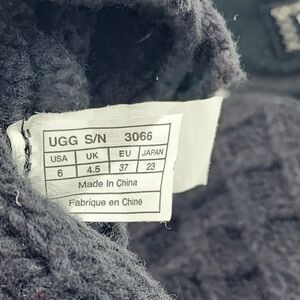 UGG S/N 3066
USA UK EU JAPAN
6 4.5 37 23
Made In China
Fabrique en Chine